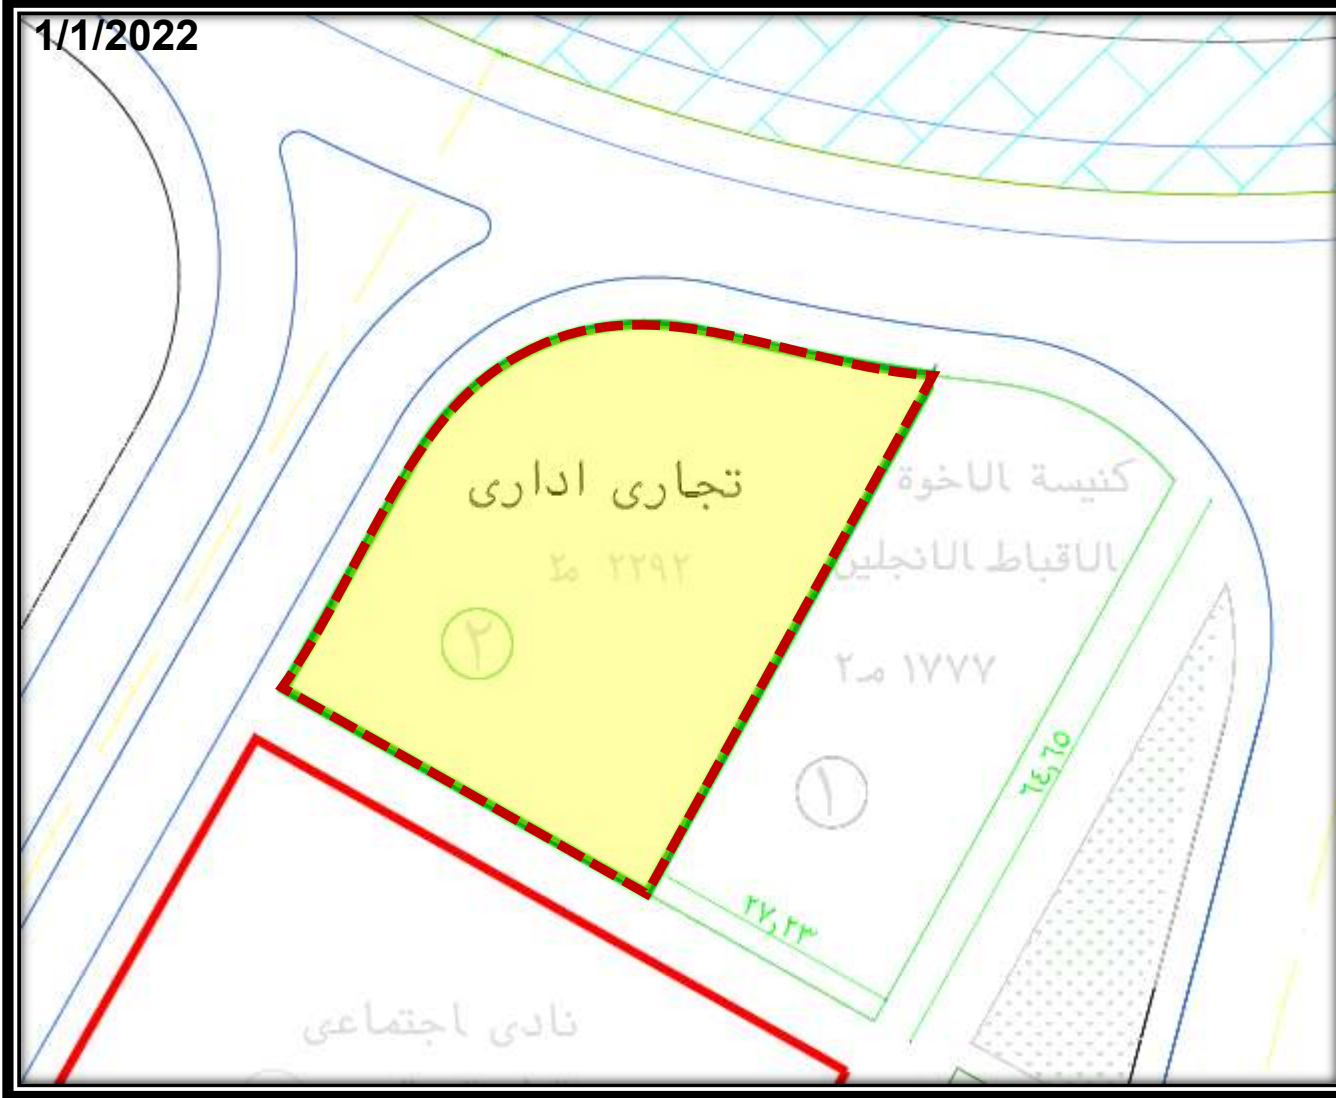 1/1/2022
تجارى ادارى
٢٢٩٢ م٢
٢
كنيسة الاخوة
الاقباط الانجلين
١٧٧٧ م٢
١
٦٤,٦٥
٢٧,٢٣
نادى اجتماعى